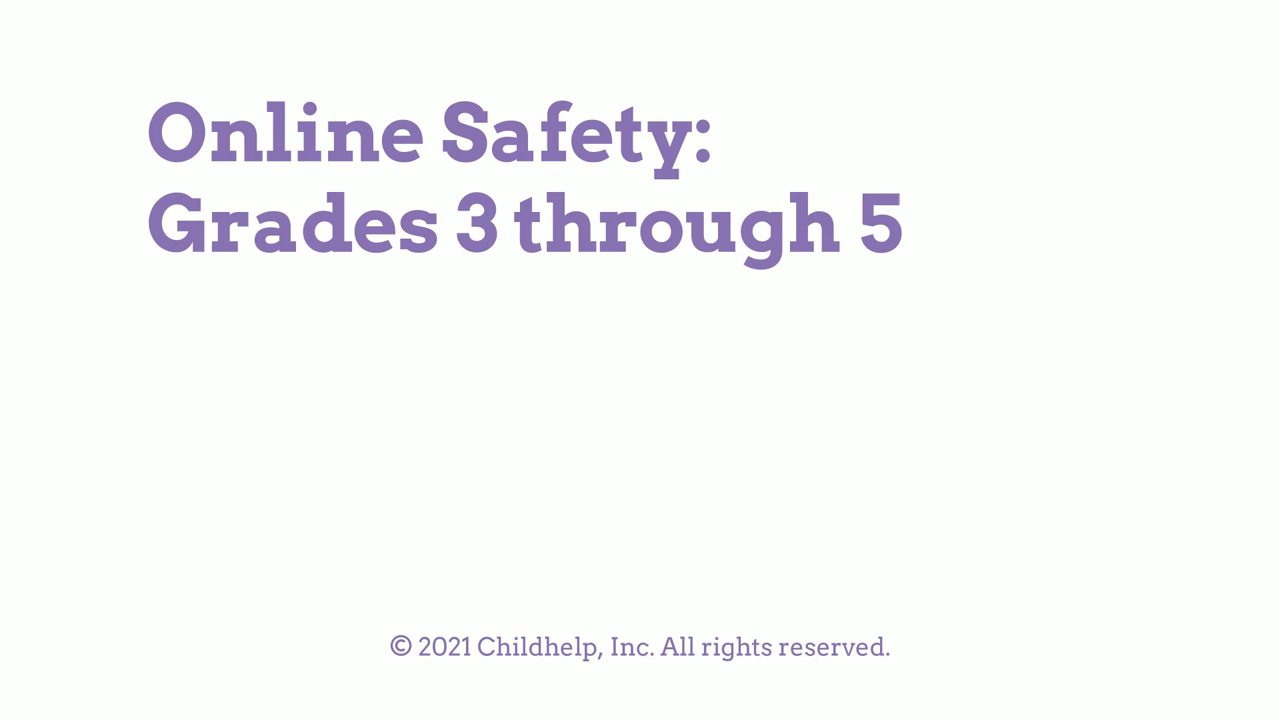 Online Safety:
Grades 3 through 5
© 2021 Childhelp, Inc. All rights reserved.